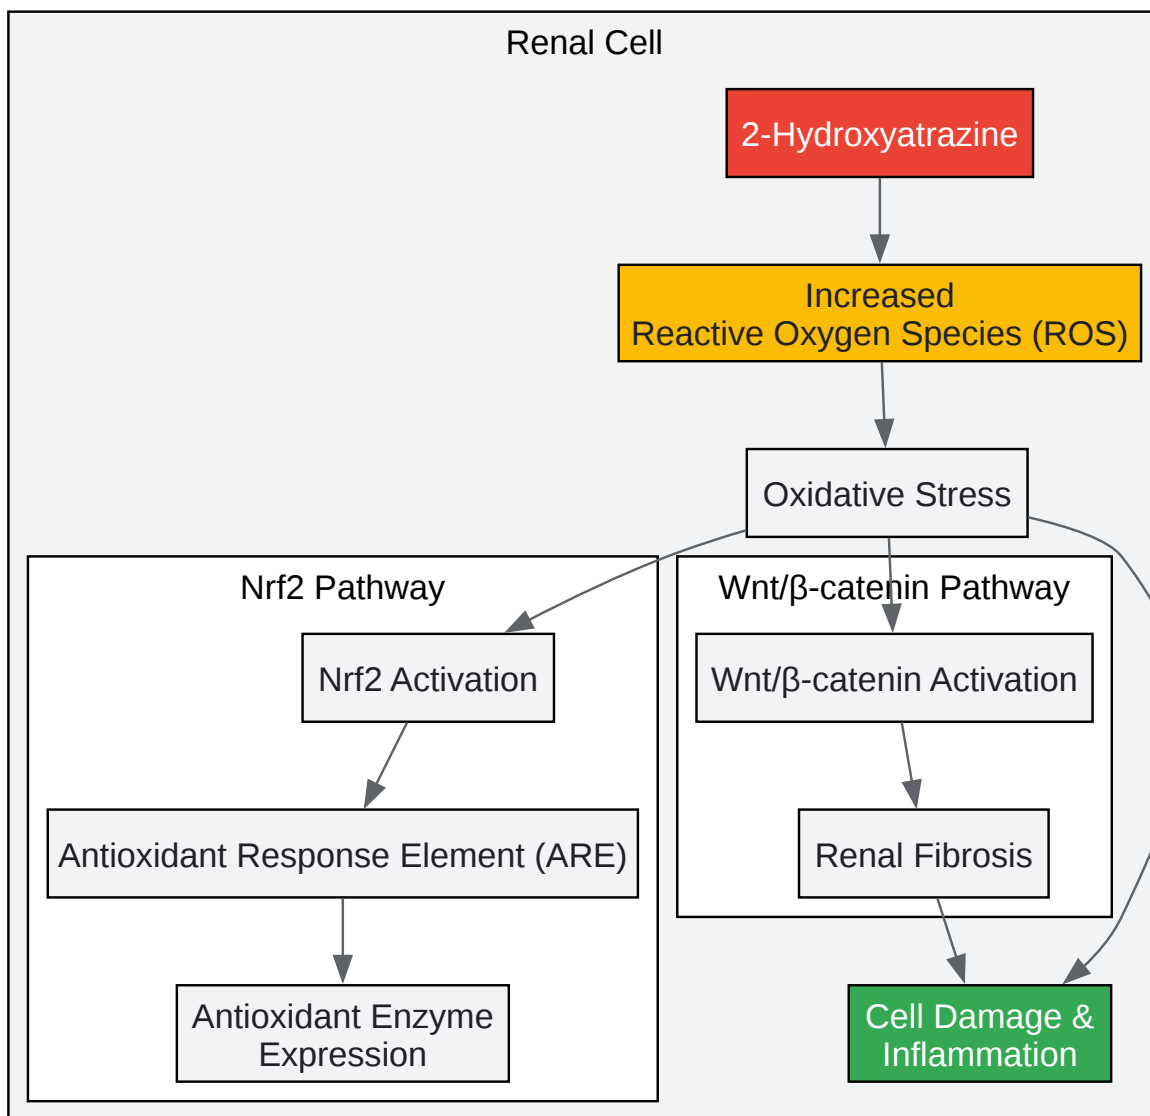 Renal Cell
2-Hydroxyatrazine
Increased
Reactive Oxygen Species (ROS)
Oxidative Stress
Nrf2 Pathway
Wnt/β-catenin Pathway
Nrf2 Activation
Wnt/β-catenin Activation
Antioxidant Response Element (ARE)
Renal Fibrosis
Antioxidant Enzyme
Expression
Cell Damage &
Inflammation